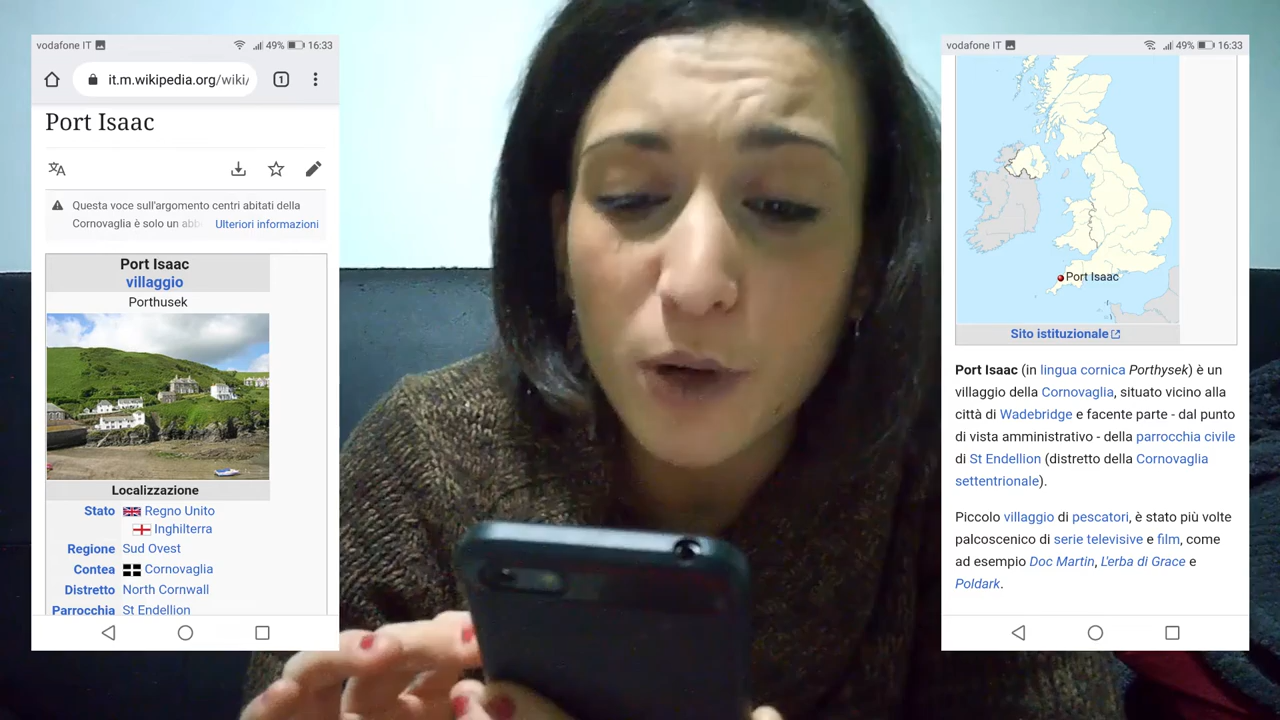 vodafone IT 49% 16:33
it.m.wikipedia.org/wiki/ 1
Port Isaac
Questa voce sull'argomento centri abitati della
Cornovaglia è solo un abb Ulteriori informazioni
Port Isaac
villaggio
Porthusek
Localizzazione
Stato Regno Unito
Inghilterra
Regione Sud Ovest
Contea Cornovaglia
Distretto North Cornwall
Parrocchia St Endellion
vodafone IT 49% 16:33
Port Isaac
Sito istituzionale
Port Isaac (in lingua cornica Porthysek) è un
villaggio della Cornovaglia, situato vicino alla
città di Wadebridge e facente parte - dal punto
di vista amministrativo - della parrocchia civile
di St Endellion (distretto della Cornovaglia
settentrionale).
Piccolo villaggio di pescatori, è stato più volte
palcoscenico di serie televisive e film, come
ad esempio Doc Martin, L'erba di Grace e
Poldark.